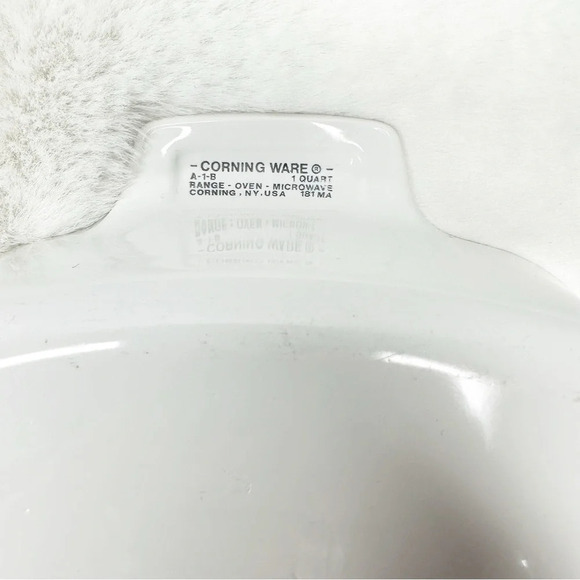 - CORNING WARE ® -
A-1-B 1 QUART
RANGE - OVEN - MICROWAVE
CORNING, NY. USA 181 MA